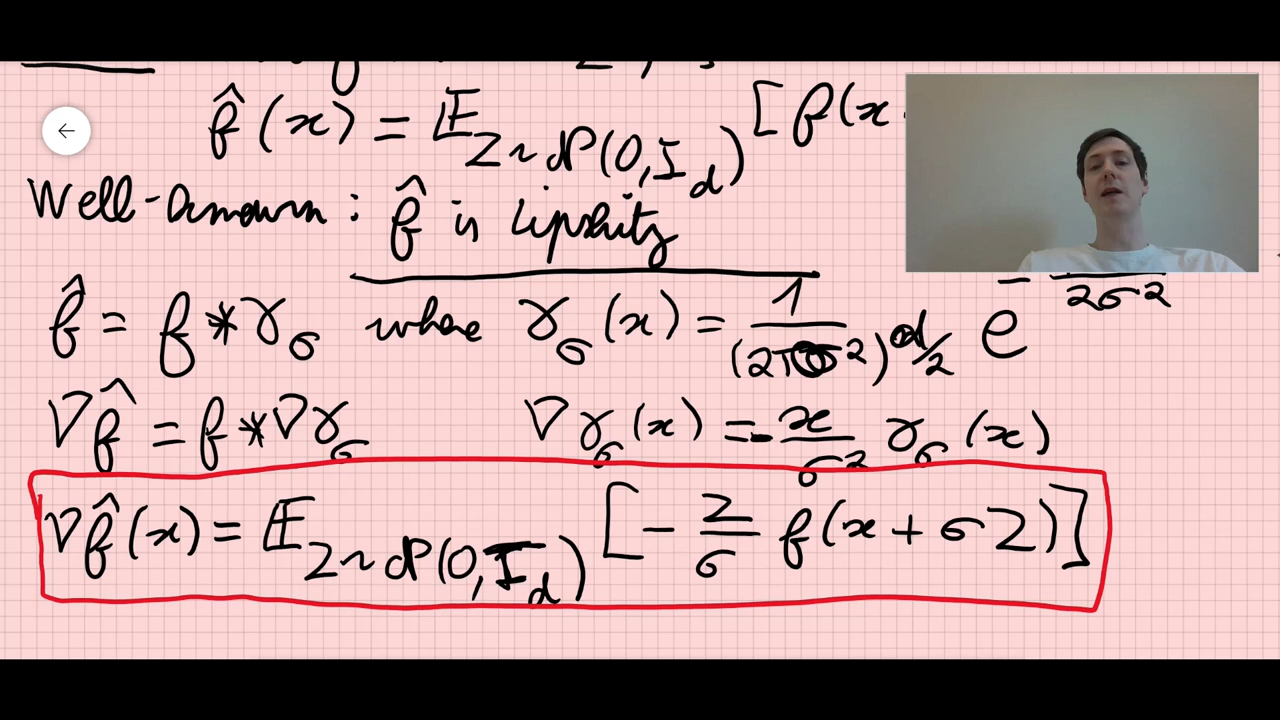 f̂(x) = 𝔼_{Z~𝒩(0,I_d)} [f(x
Well-known: f̂ is Lipschitz
f̂ = f * γ_σ where γ_σ(x) = 1/(2πσ²)^{d/2} e^{-/2σ²}
∇f̂ = f * ∇γ_σ ∇γ_σ(x) = -x/σ² γ_σ(x)
∇f̂(x) = 𝔼_{Z~𝒩(0,I_d)} [-Z/σ f(x+σZ)]